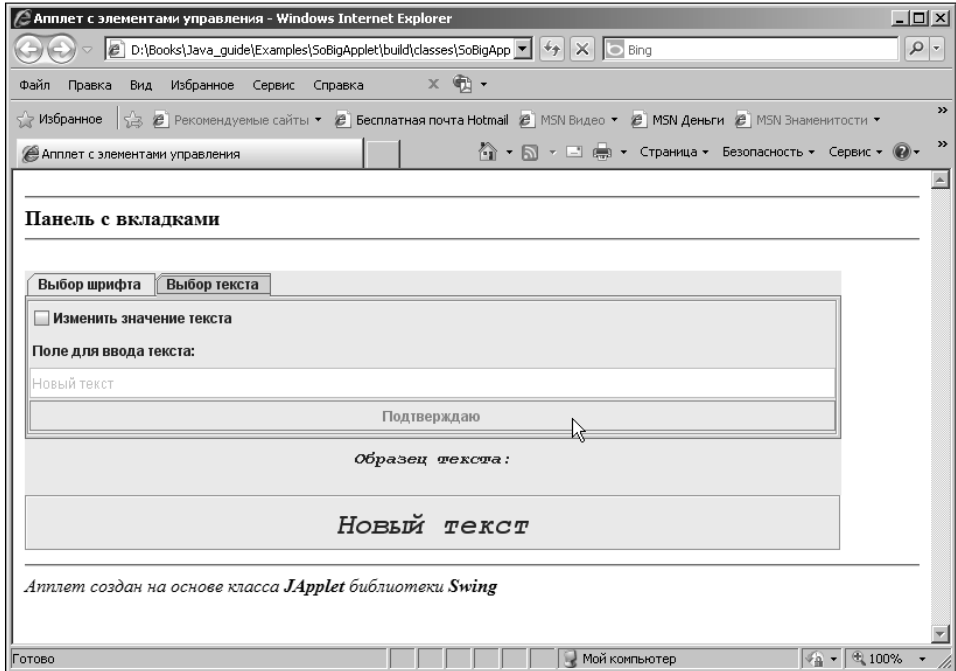 Апплет с элементами управления - Windows Internet Explorer
D:\Books\Java_guide\Examples\SoBigApplet\build\classes\SoBigApp
Bing
Файл Правка Вид Избранное Сервис Справка
Избранное Рекомендуемые сайты Бесплатная почта Hotmail MSN Видео MSN Деньги MSN Знаменитости
Апплет с элементами управления Страница Безопасность Сервис
Панель с вкладками
Выбор шрифта Выбор текста
Изменить значение текста
Поле для ввода текста:
Новый текст
Подтверждаю
Образец текста:
Новый текст
Апплет создан на основе класса JApplet библиотеки Swing
Готово Мой компьютер 100%